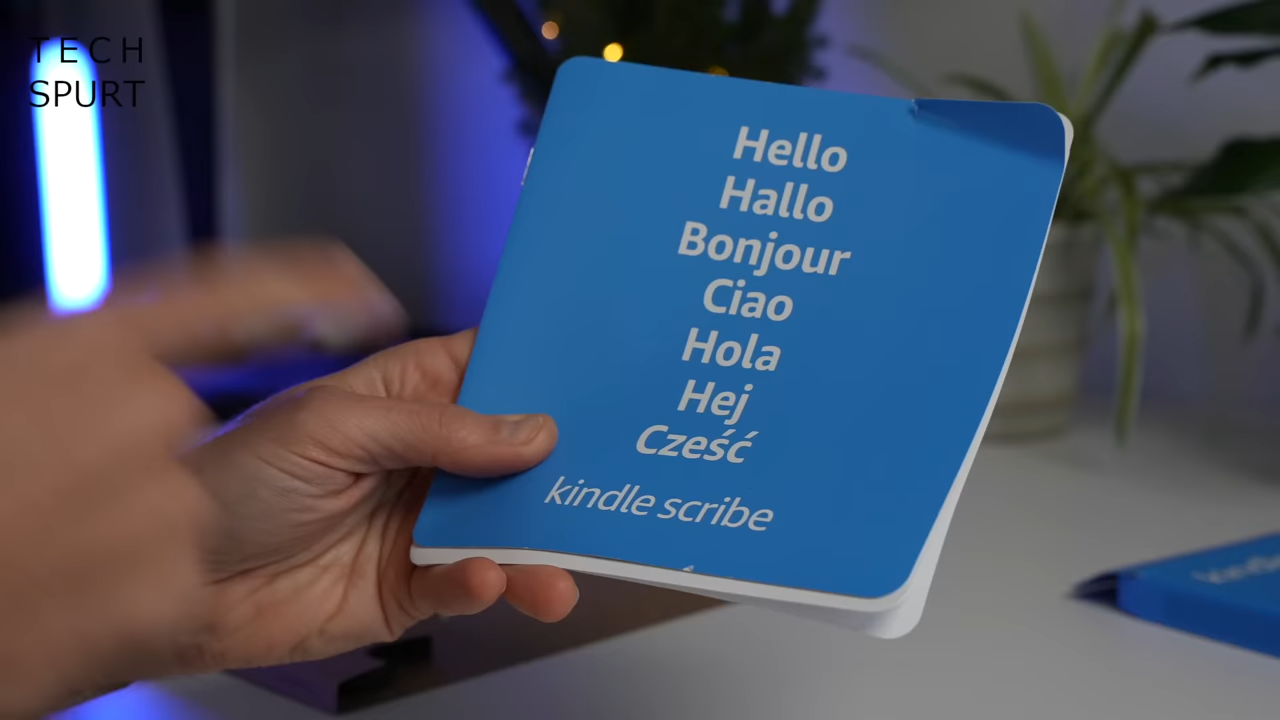 TECH
SPURT
Hello
Hallo
Bonjour
Ciao
Hola
Hej
Cześć
kindle scribe